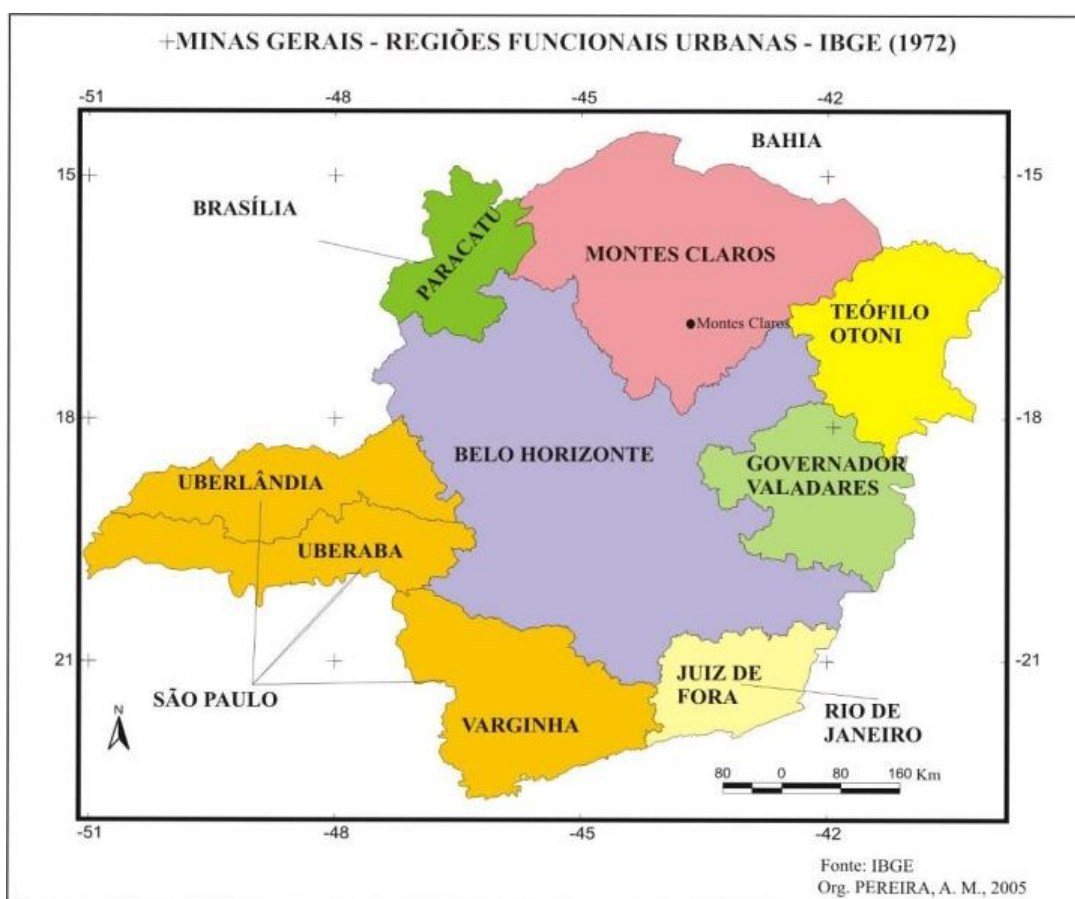 +MINAS GERAIS - REGIÕES FUNCIONAIS URBANAS - IBGE (1972)
-51
-48
-45
-42
BAHIA
15
-15
BRASÍLIA
PARACATU
MONTES CLAROS
TEÓFILO
OTONI
Montes Claros
18
-18
BELO HORIZONTE
GOVERNADOR
VALADARES
UBERLÂNDIA
UBERABA
21
-21
SÃO PAULO
JUIZ DE
FORA
N
VARGINHA
RIO DE
JANEIRO
80 0 80 160 Km
-51
-48
-45
-42
Fonte: IBGE
Org. PEREIRA, A. M., 2005